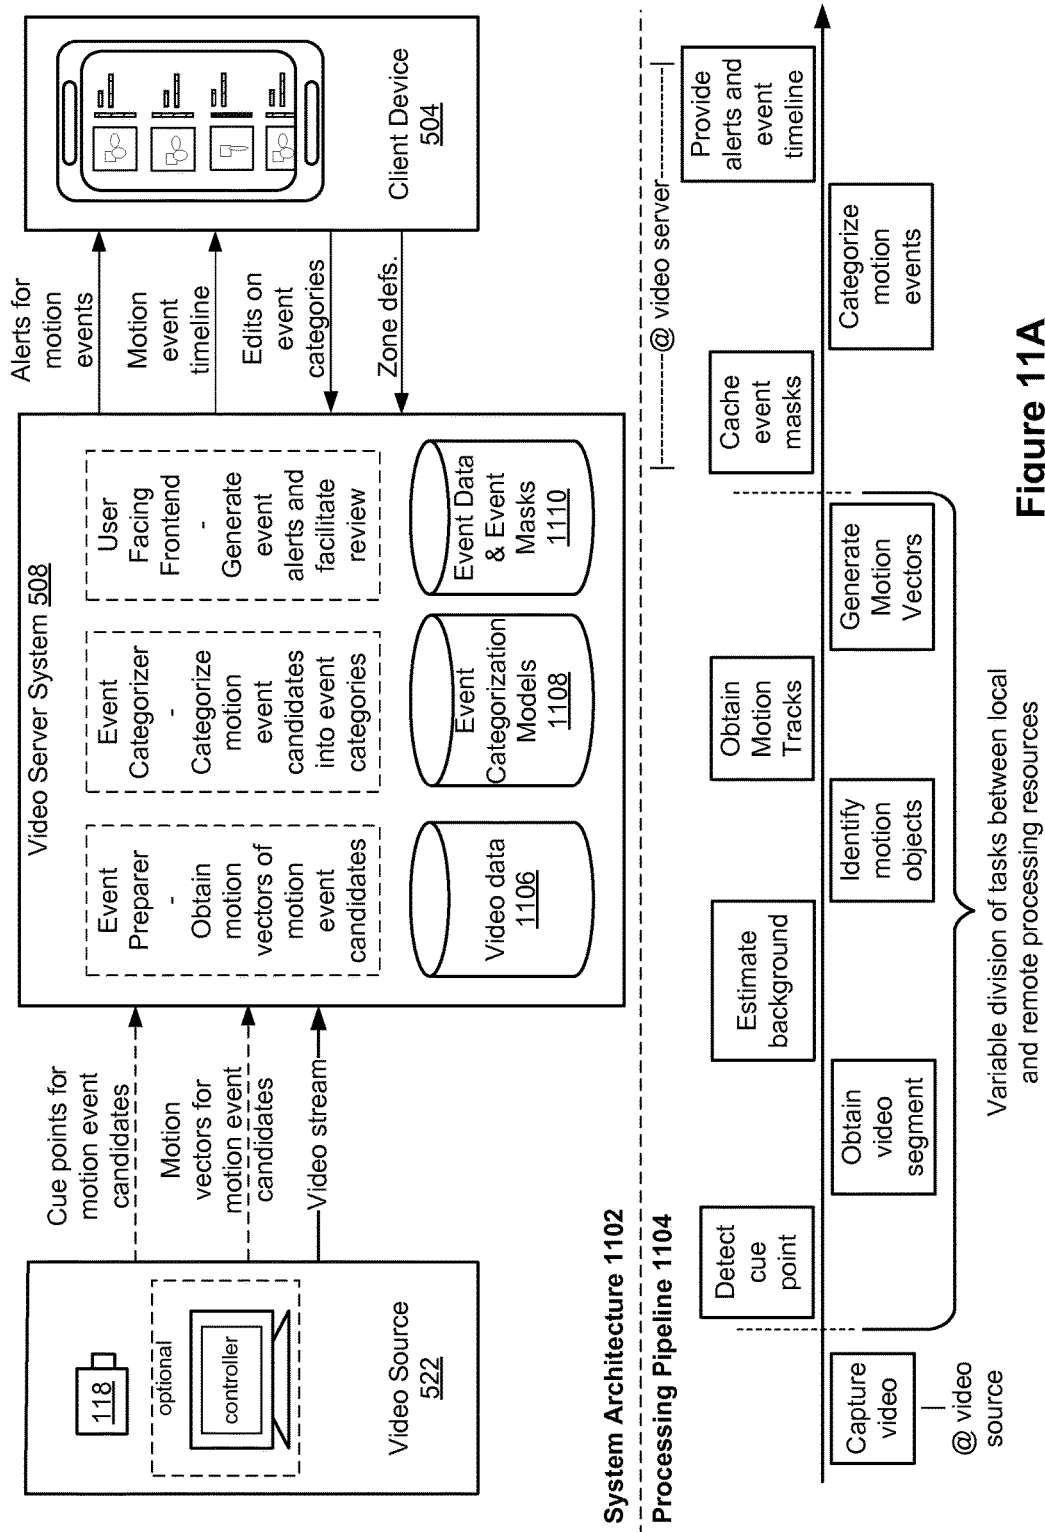 118
optional
controller
Video Source
522
Cue points for
motion event
candidates
Motion
vectors for
motion event
candidates
Video stream
Video Server System 508
Event
Preparer
-
Obtain
motion
vectors of
motion
event
candidates
Event
Categorizer
-
Categorize
motion
event
candidates
into event
categories
User
Facing
Frontend
-
Generate
event
alerts and
facilitate
review
Video data
1106
Event
Categorization
Models
1108
Event Data
& Event
Masks
1110
Alerts for
motion
events
Motion
event
timeline
Edits on
event
categories
Zone defs.
Client Device
504
System Architecture 1102
Processing Pipeline 1104
@ video server
Capture
video
@ video
source
Detect
cue
point
Obtain
video
segment
Estimate
background
Identify
motion
objects
Obtain
Motion
Tracks
Generate
Motion
Vectors
Cache
event
masks
Categorize
motion
events
Provide
alerts and
event
timeline
Variable division of tasks between local
and remote processing resources
Figure 11A